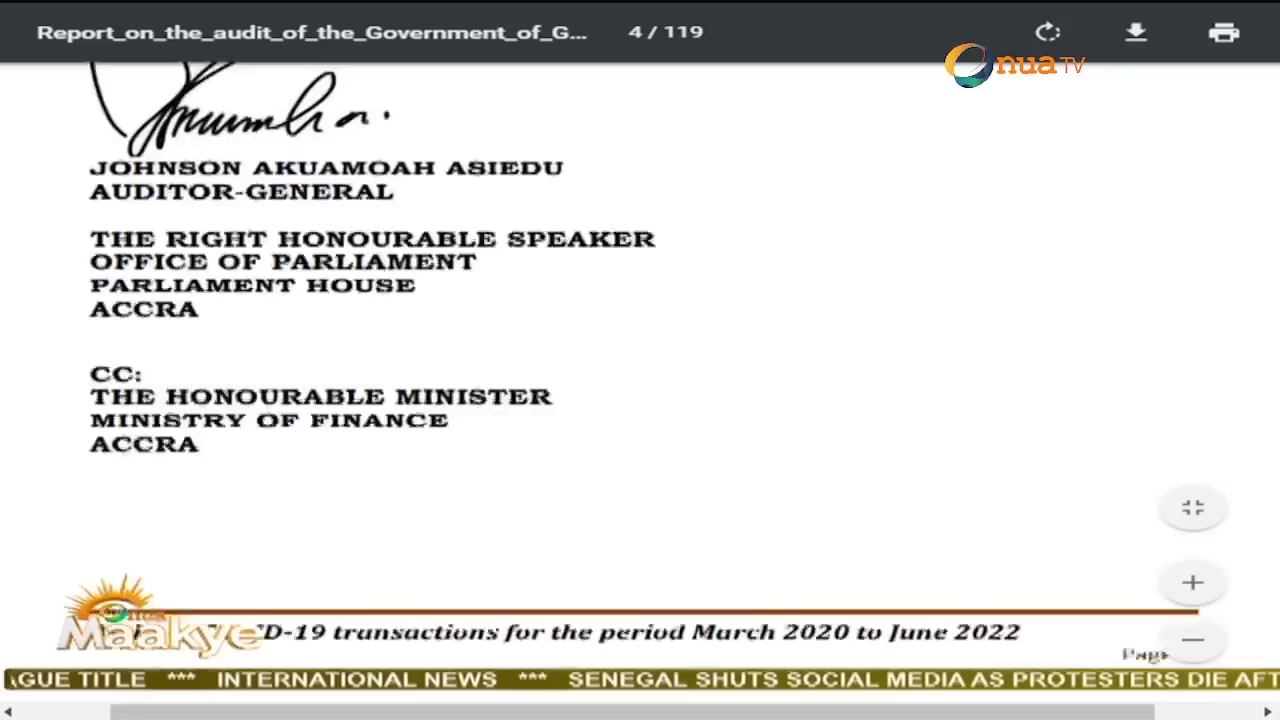 Report_on_the_audit_of_the_Government_of_G... 4 / 119
Onua TV
JOHNSON AKUAMOAH ASIEDU
AUDITOR-GENERAL
THE RIGHT HONOURABLE SPEAKER
OFFICE OF PARLIAMENT
PARLIAMENT HOUSE
ACCRA
CC:
THE HONOURABLE MINISTER
MINISTRY OF FINANCE
ACCRA
Maakye
D-19 transactions for the period March 2020 to June 2022
Page
GUE TITLE *** INTERNATIONAL NEWS *** SENEGAL SHUTS SOCIAL MEDIA AS PROTESTERS DIE AFT